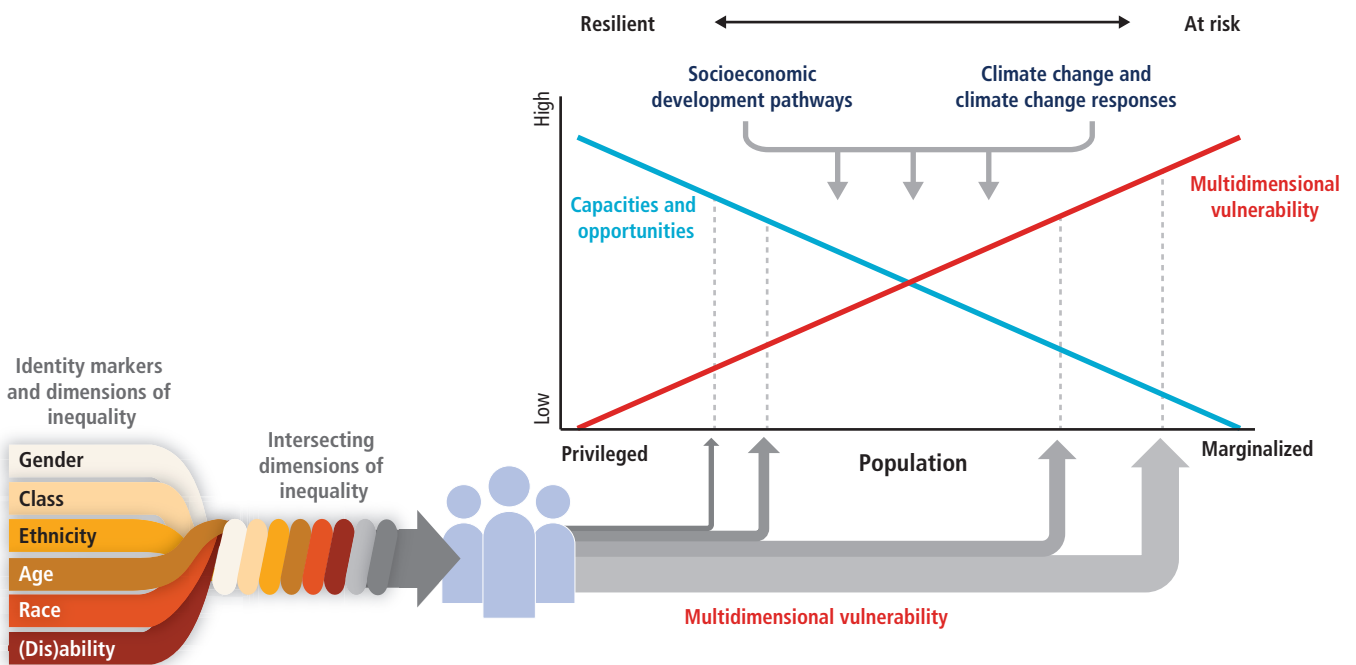 Resilient
At risk
Socioeconomic
development pathways
Climate change and
climate change responses
High
Low
Capacities and
opportunities
Multidimensional
vulnerability
Privileged
Population
Marginalized
Identity markers
and dimensions of
inequality
Gender
Class
Ethnicity
Age
Race
(Dis)ability
Intersecting
dimensions of
inequality
Multidimensional vulnerability